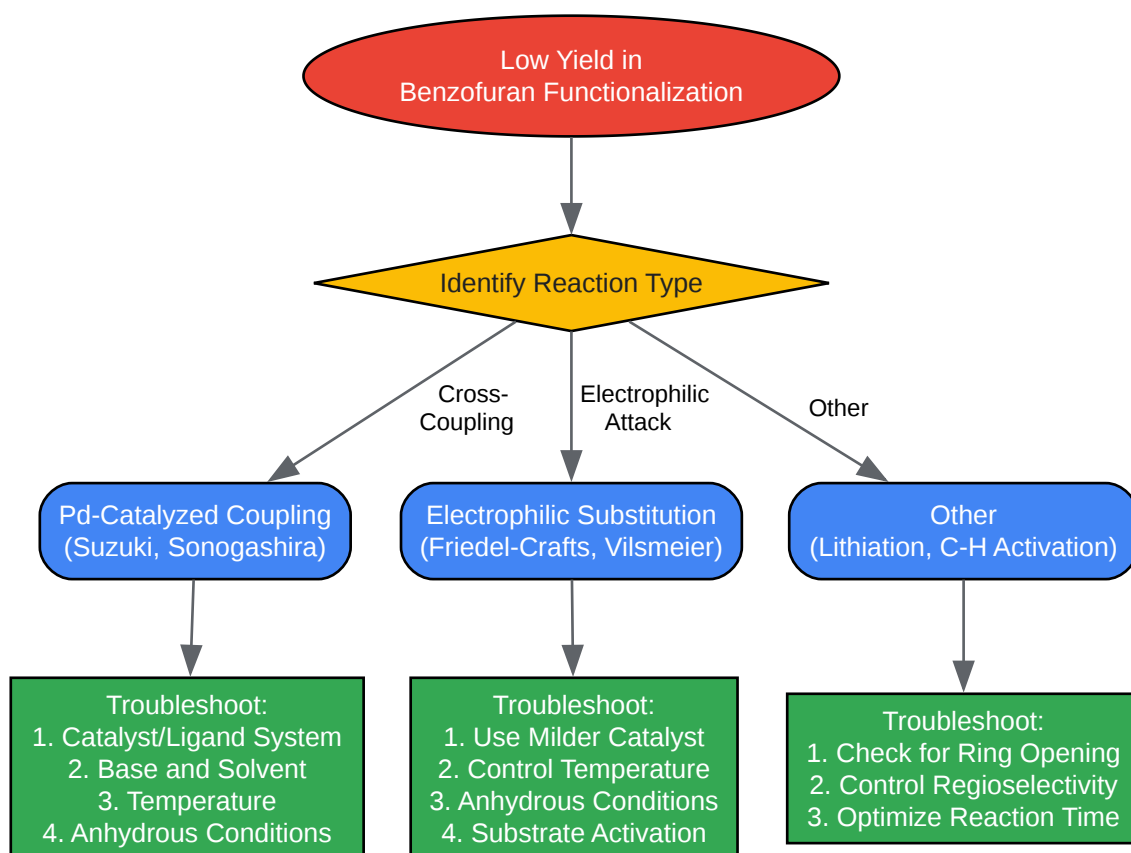 Low Yield in
Benzofuran Functionalization
Identify Reaction Type
Cross-
Coupling
Electrophilic
Attack
Other
Pd-Catalyzed Coupling
(Suzuki, Sonogashira)
Electrophilic Substitution
(Friedel-Crafts, Vilsmeier)
Other
(Lithiation, C-H Activation)
Troubleshoot:
1. Catalyst/Ligand System
2. Base and Solvent
3. Temperature
4. Anhydrous Conditions
Troubleshoot:
1. Use Milder Catalyst
2. Control Temperature
3. Anhydrous Conditions
4. Substrate Activation
Troubleshoot:
1. Check for Ring Opening
2. Control Regioselectivity
3. Optimize Reaction Time